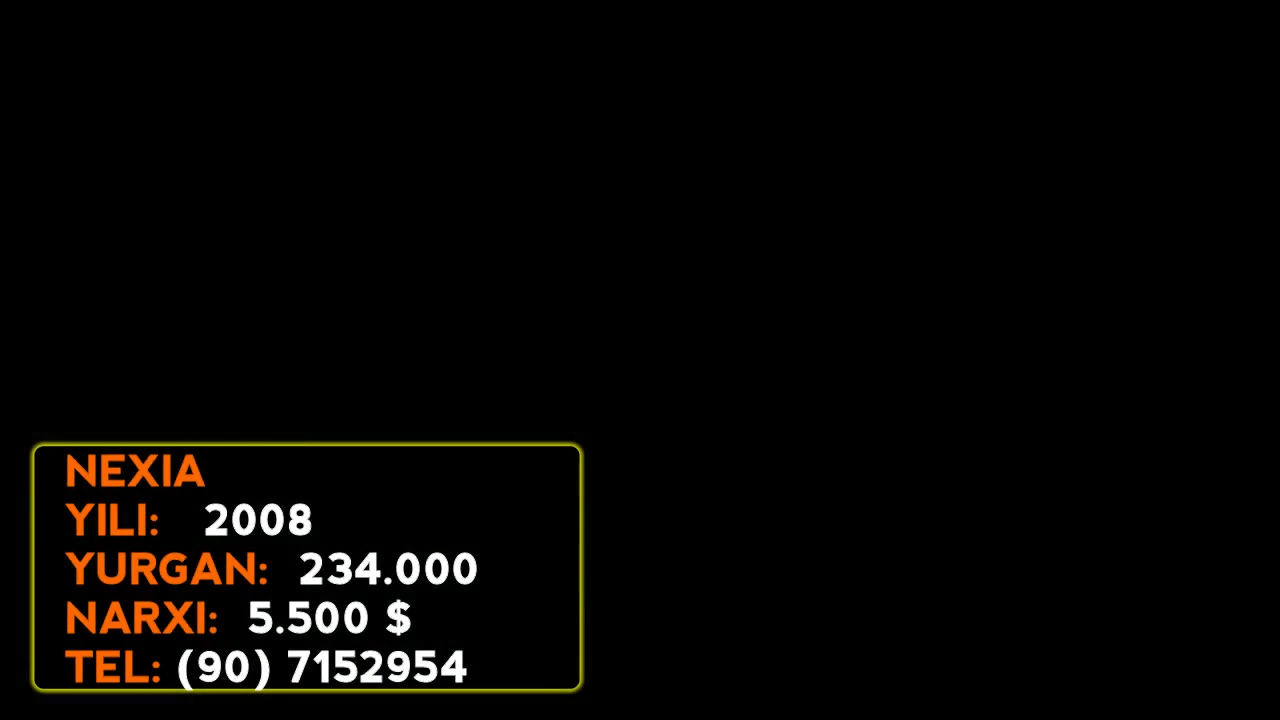 NEXIA
YILI: 2008
YURGAN: 234.000
NARXI: 5.500 $
TEL: (90) 7152954